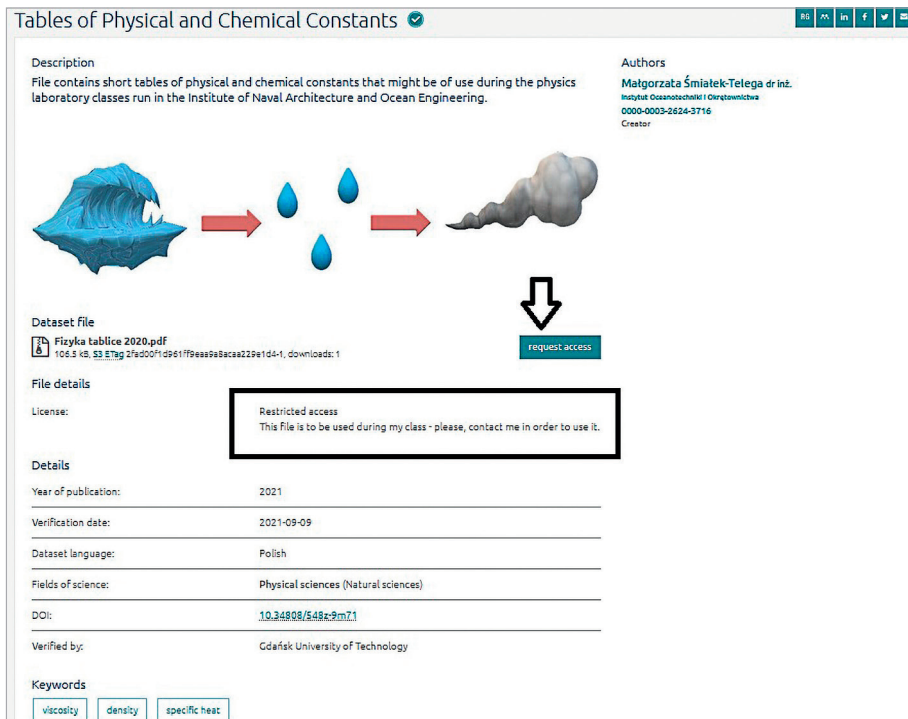 Tables of Physical and Chemical Constants
RG in f
Description
File contains short tables of physical and chemical constants that might be of use during the physics
laboratory classes run in the Institute of Naval Architecture and Ocean Engineering.
Authors
Małgorzata Śmiałek-Telega dr inż.
Instytut Oceanotechniki i Okrętownictwa
0000-0003-2624-3716
Creator
Dataset file
Fizyka tablice 2020.pdf
106.5 kB, S3 ETag 2fad00f1d961ff9eaa9a8acaa229e1d4-1, downloads: 1
request access
File details
License:
Restricted access
This file is to be used during my class - please, contact me in order to use it.
Details
Year of publication:
2021
Verification date:
2021-09-09
Dataset language:
Polish
Fields of science:
Physical sciences (Natural sciences)
DOI:
10.34808/548z-9m71
Verified by:
Gdańsk University of Technology
Keywords
viscosity
density
specific heat